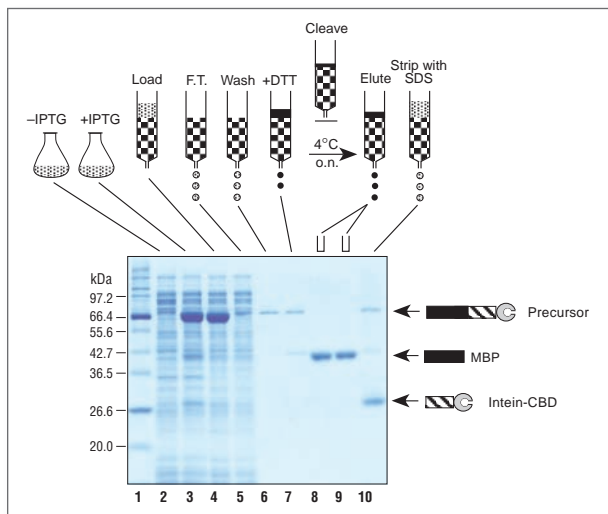 Cleave
Load F.T. Wash +DTT Elute Strip with SDS
–IPTG +IPTG
4°C
o.n.
kDa
97.2
66.4
55.6
42.7
36.5
26.6
20.0
Precursor
MBP
Intein-CBD
1 2 3 4 5 6 7 8 9 10